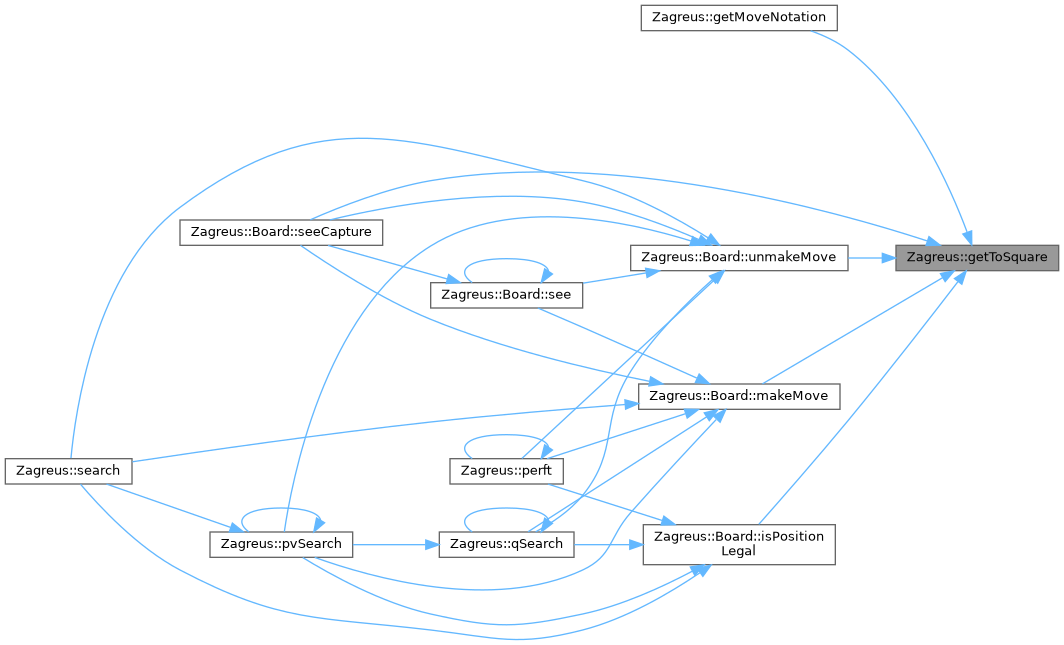 Zagreus::getMoveNotation
Zagreus::Board::seeCapture
Zagreus::Board::unmakeMove
Zagreus::getToSquare
Zagreus::Board::see
Zagreus::Board::makeMove
Zagreus::search
Zagreus::perft
Zagreus::pvSearch
Zagreus::qSearch
Zagreus::Board::isPosition
Legal